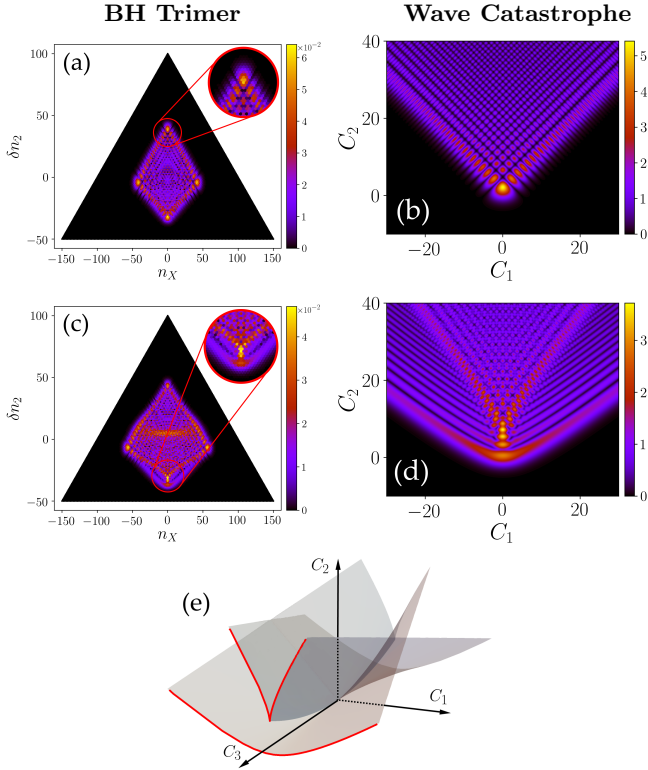 BH Trimer
Wave Catastrophe
(a)
δn₂
100
50
0
−50
−150 −100 −50 0 50 100 150
n_X
×10⁻²
6
5
4
3
2
1
0
(b)
C₂
40
20
0
−20 0 20
C₁
5
4
3
2
1
0
(c)
δn₂
100
50
0
−50
−150 −100 −50 0 50 100 150
n_X
×10⁻²
4
3
2
1
0
(d)
C₂
40
20
0
−20 0 20
C₁
3
2
1
0
(e)
C₂
C₁
C₃